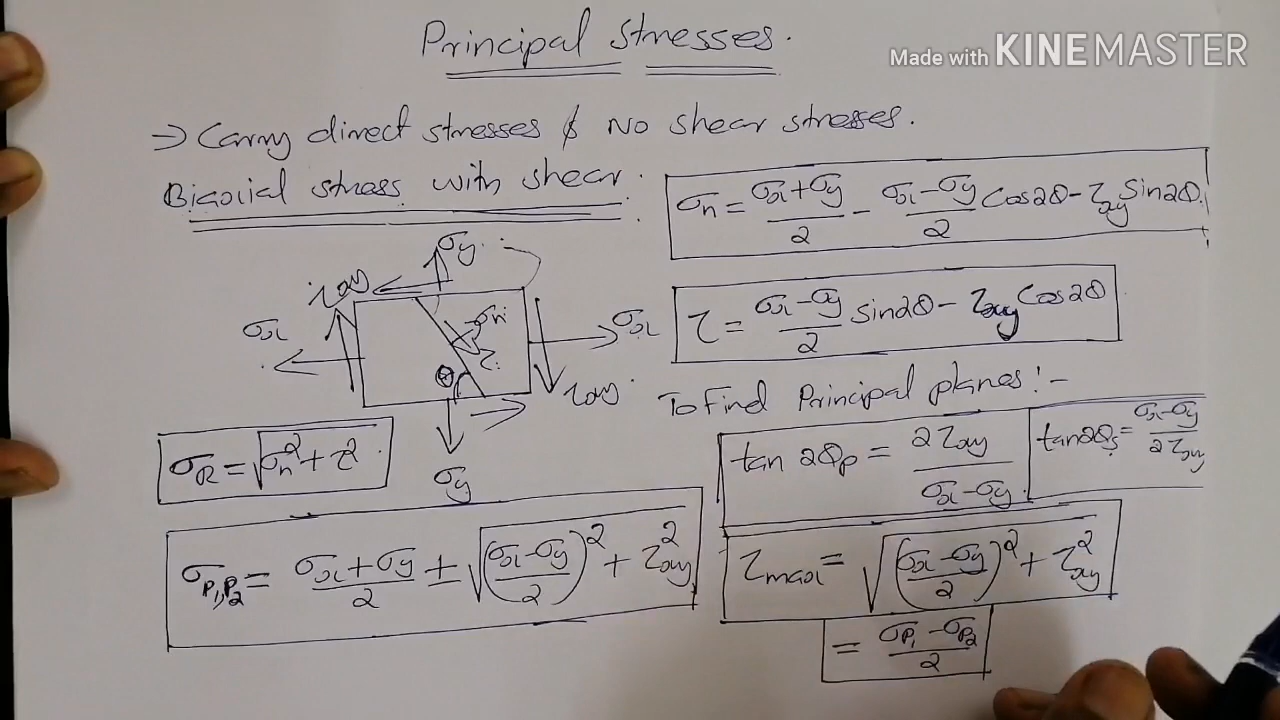 Principal Stresses.
Made with KINEMASTER
→ Carry direct stresses & No shear stresses.
Biaxial stress with shear:
σn = (σx + σy)/2 - (σx - σy)/2 Cos2θ - τxy Sin2θ.
τ = (σx - σy)/2 sin2θ - τxy Cos2θ
σy
τxy
σx
σn
τ
θ
σx
τxy
σy
To Find Principal planes:-
tan 2θp = 2τxy / (σx - σy)
tan2θs = (σx - σy) / 2τxy
σR = √(σn² + τ²)
σP1,P2 = (σx + σy)/2 ± √(((σx - σy)/2)² + τxy²)
τmax = √(((σx - σy)/2)² + τxy²)
= (σP1 - σP2)/2